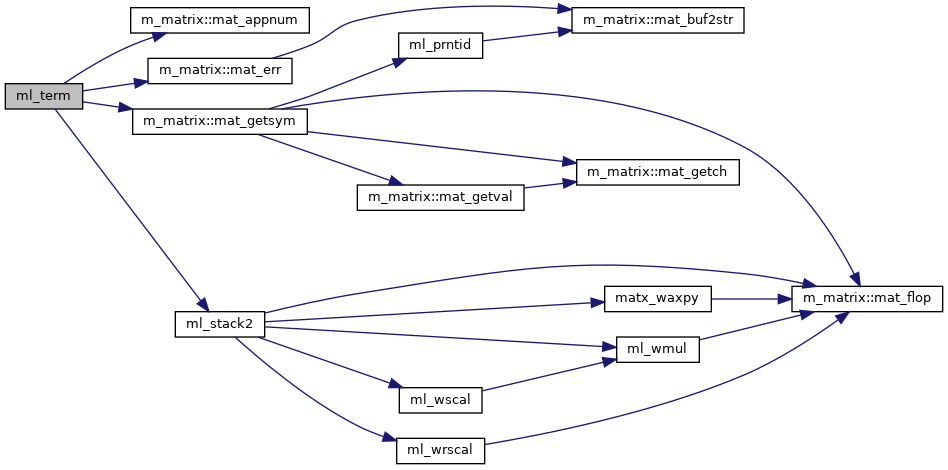 m_matrix::mat_appnum
m_matrix::mat_buf2str
ml_prntid
m_matrix::mat_err
ml_term
m_matrix::mat_getsym
m_matrix::mat_getch
m_matrix::mat_getval
matx_waxpy
m_matrix::mat_flop
ml_stack2
ml_wmul
ml_wscal
ml_wrscal